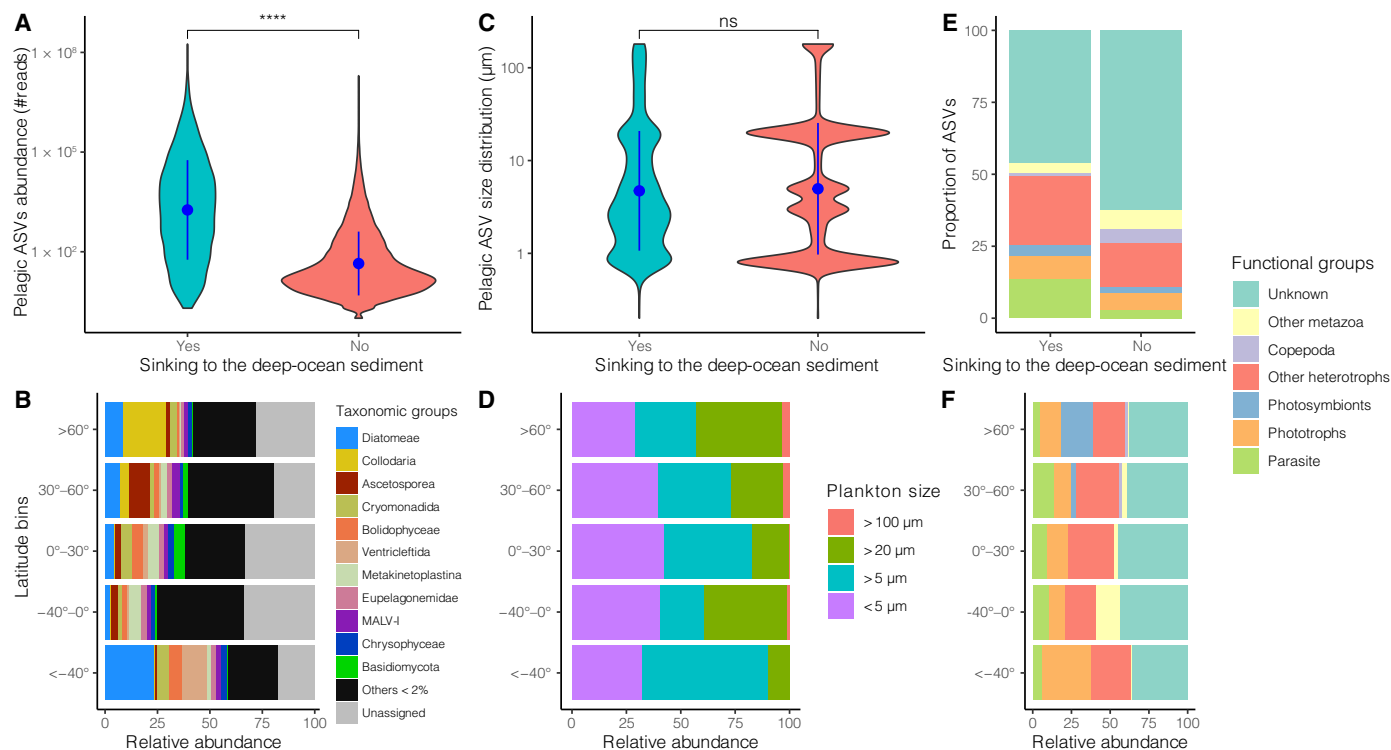 A
Pelagic ASVs abundance (#reads)
1 × 10⁸
1 × 10⁵
1 × 10²
****
Yes
No
Sinking to the deep-ocean sediment
C
Pelagic ASV size distribution (µm)
100
10
1
ns
Yes
No
Sinking to the deep-ocean sediment
E
Proportion of ASVs
100
75
50
25
0
Yes
No
Sinking to the deep-ocean sediment
Functional groups
Unknown
Other metazoa
Copepoda
Other heterotrophs
Photosymbionts
Phototrophs
Parasite
B
Latitude bins
>60°
30°–60°
0°–30°
−40°–0°
<−40°
0
25
50
75
100
Relative abundance
Taxonomic groups
Diatomeae
Collodaria
Ascetosporea
Cryomonadida
Bolidophyceae
Ventricleftida
Metakinetoplastina
Eupelagonemidae
MALV-I
Chrysophyceae
Basidiomycota
Others < 2%
Unassigned
D
>60°
30°–60°
0°–30°
−40°–0°
<−40°
0
25
50
75
100
Relative abundance
Plankton size
> 100 µm
> 20 µm
> 5 µm
< 5 µm
F
>60°
30°–60°
0°–30°
-40°–0°
<−40°
0
25
50
75
100
Relative abundance